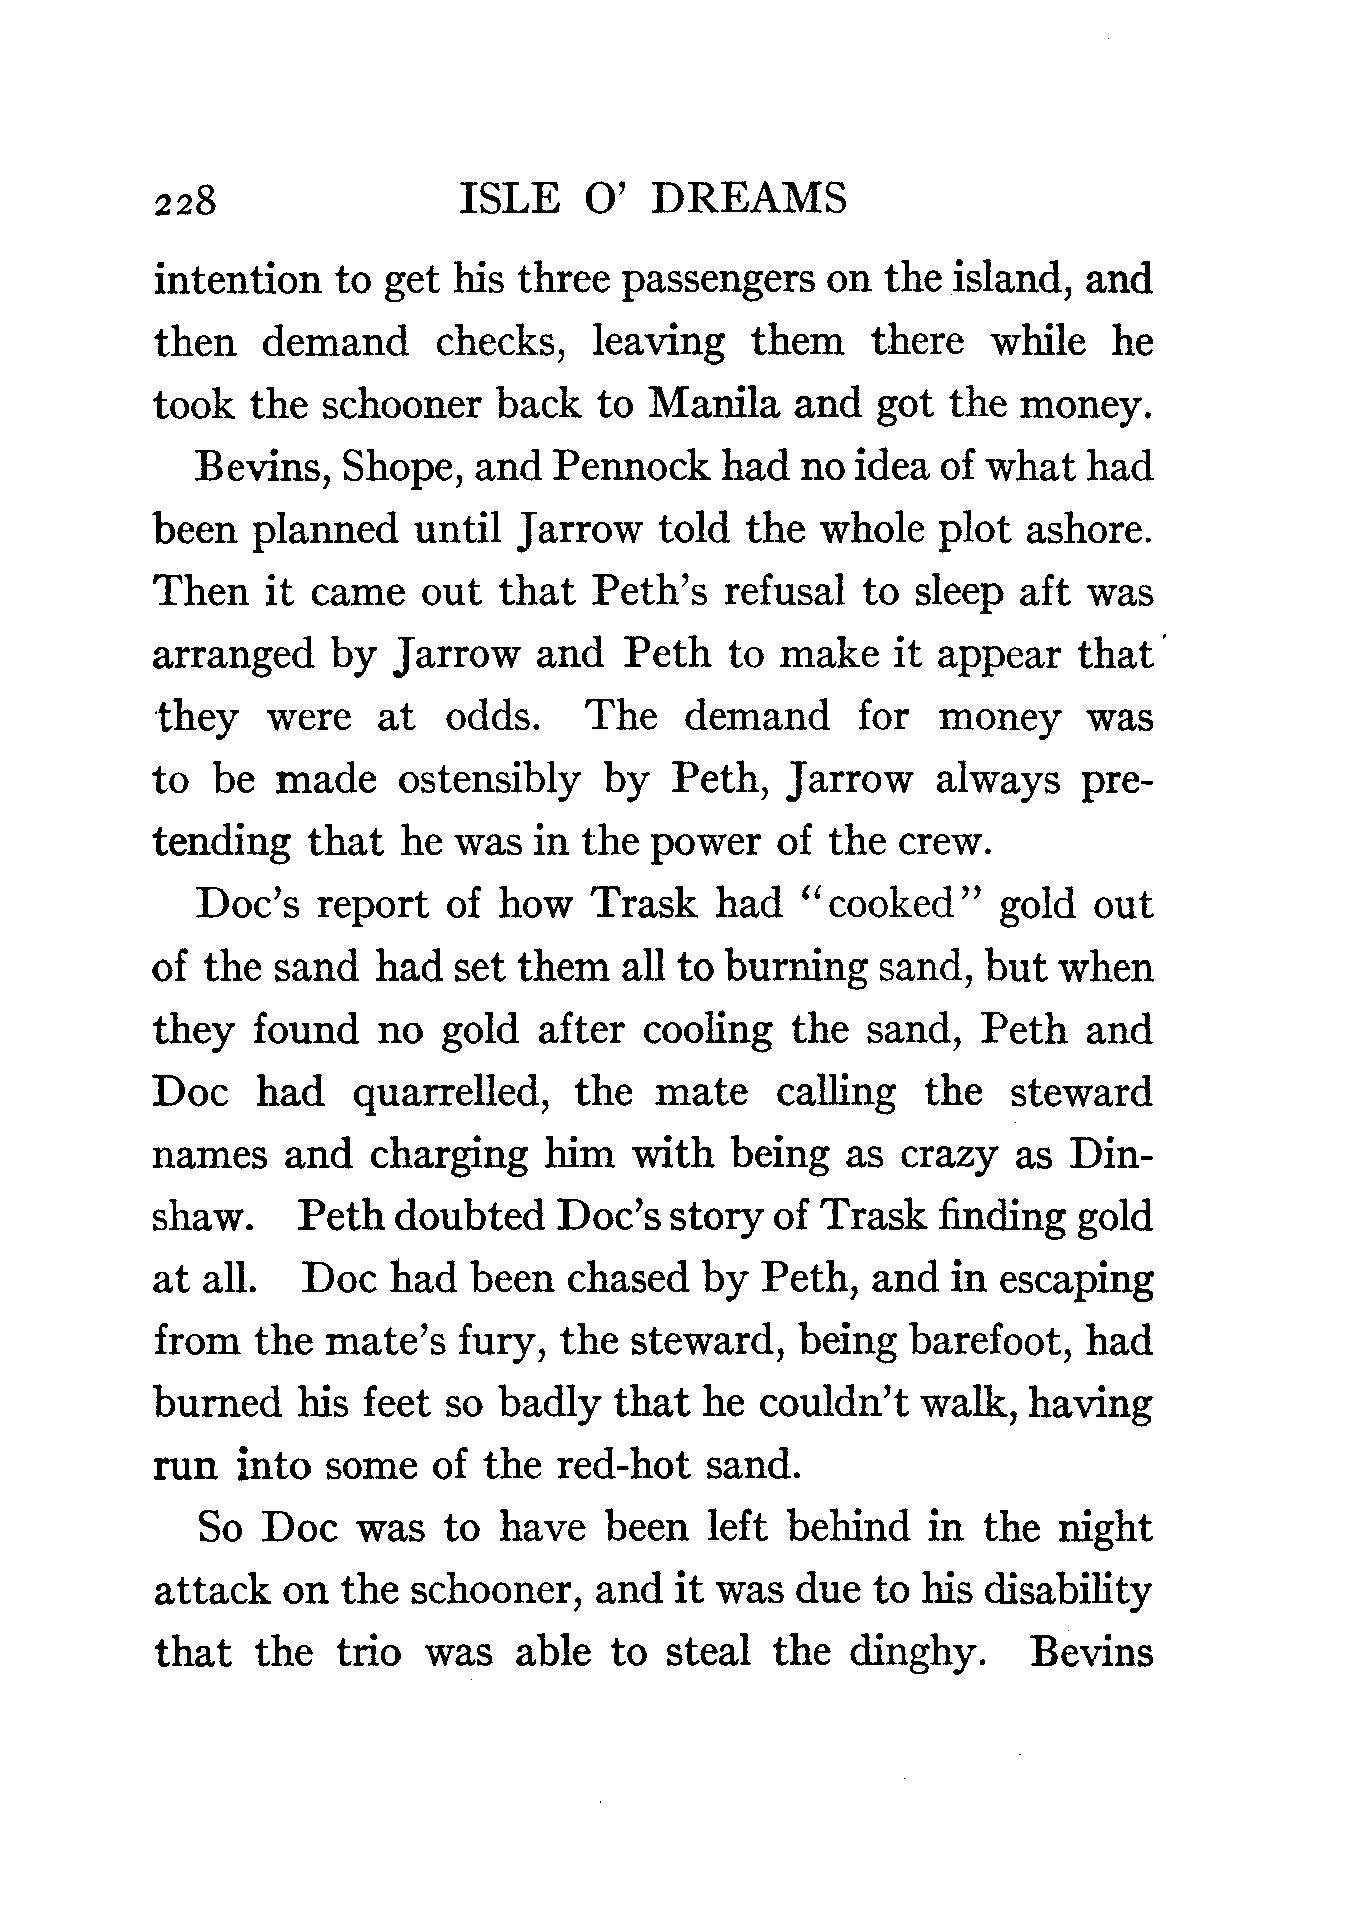 228 ISLE O' DREAMS
intention to get his three passengers on the island, and
then demand checks, leaving them there while he
took the schooner back to Manila and got the money.
Bevins, Shope, and Pennock had no idea of what had
been planned until Jarrow told the whole plot ashore.
Then it came out that Peth's refusal to sleep aft was
arranged by Jarrow and Peth to make it appear that
they were at odds. The demand for money was
to be made ostensibly by Peth, Jarrow always pre-
tending that he was in the power of the crew.
Doc's report of how Trask had "cooked" gold out
of the sand had set them all to burning sand, but when
they found no gold after cooling the sand, Peth and
Doc had quarrelled, the mate calling the steward
names and charging him with being as crazy as Din-
shaw. Peth doubted Doc's story of Trask finding gold
at all. Doc had been chased by Peth, and in escaping
from the mate's fury, the steward, being barefoot, had
burned his feet so badly that he couldn't walk, having
run into some of the red-hot sand.
So Doc was to have been left behind in the night
attack on the schooner, and it was due to his disability
that the trio was able to steal the dinghy. Bevins